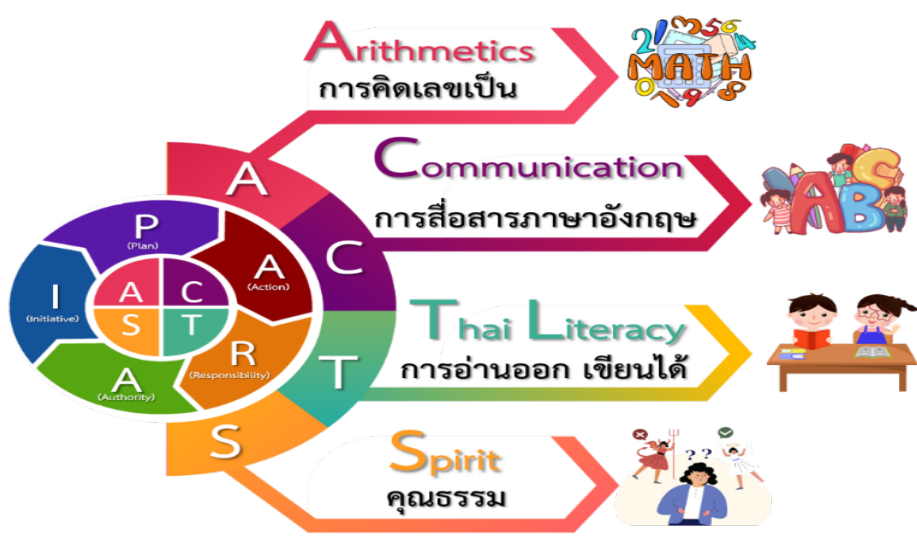 Arithmetics
การคิดเลขเป็น
MATH
Communication
การสื่อสารภาษาอังกฤษ
ABC
Thai Literacy
การอ่านออก เขียนได้
Spirit
คุณธรรม
? ?
A
C
T
S
P
(Plan)
A
(Action)
R
(Responsibility)
A
(Authority)
I
(Initiative)
A C
S T